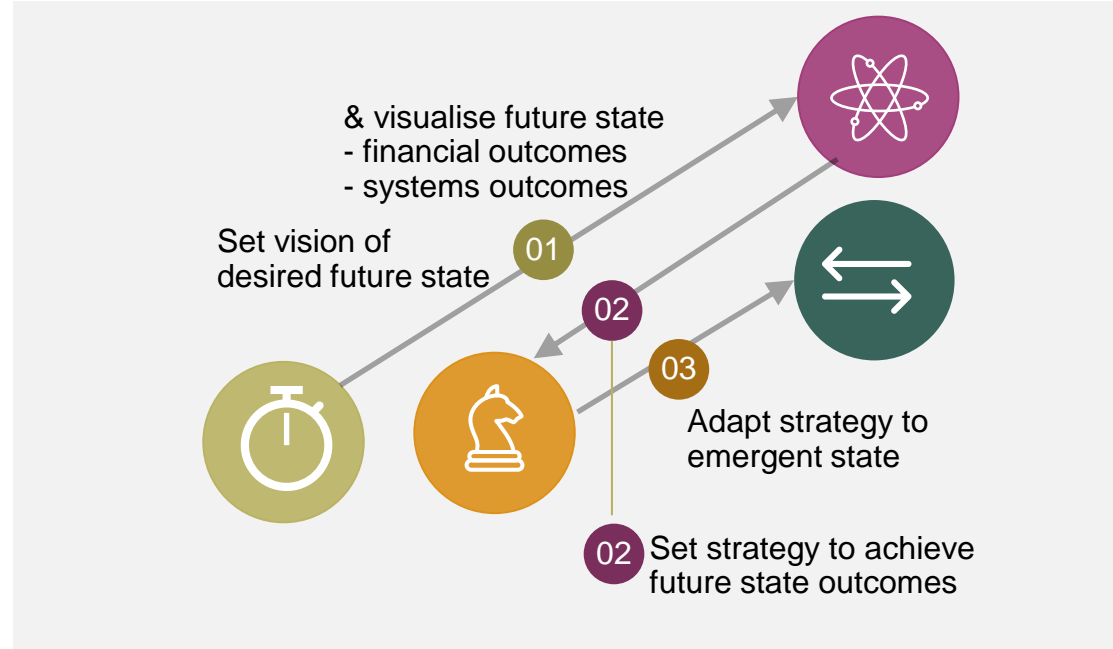 & visualise future state
- financial outcomes
- systems outcomes
Set vision of
desired future state
01
02
03
Adapt strategy to
emergent state
02
Set strategy to achieve
future state outcomes